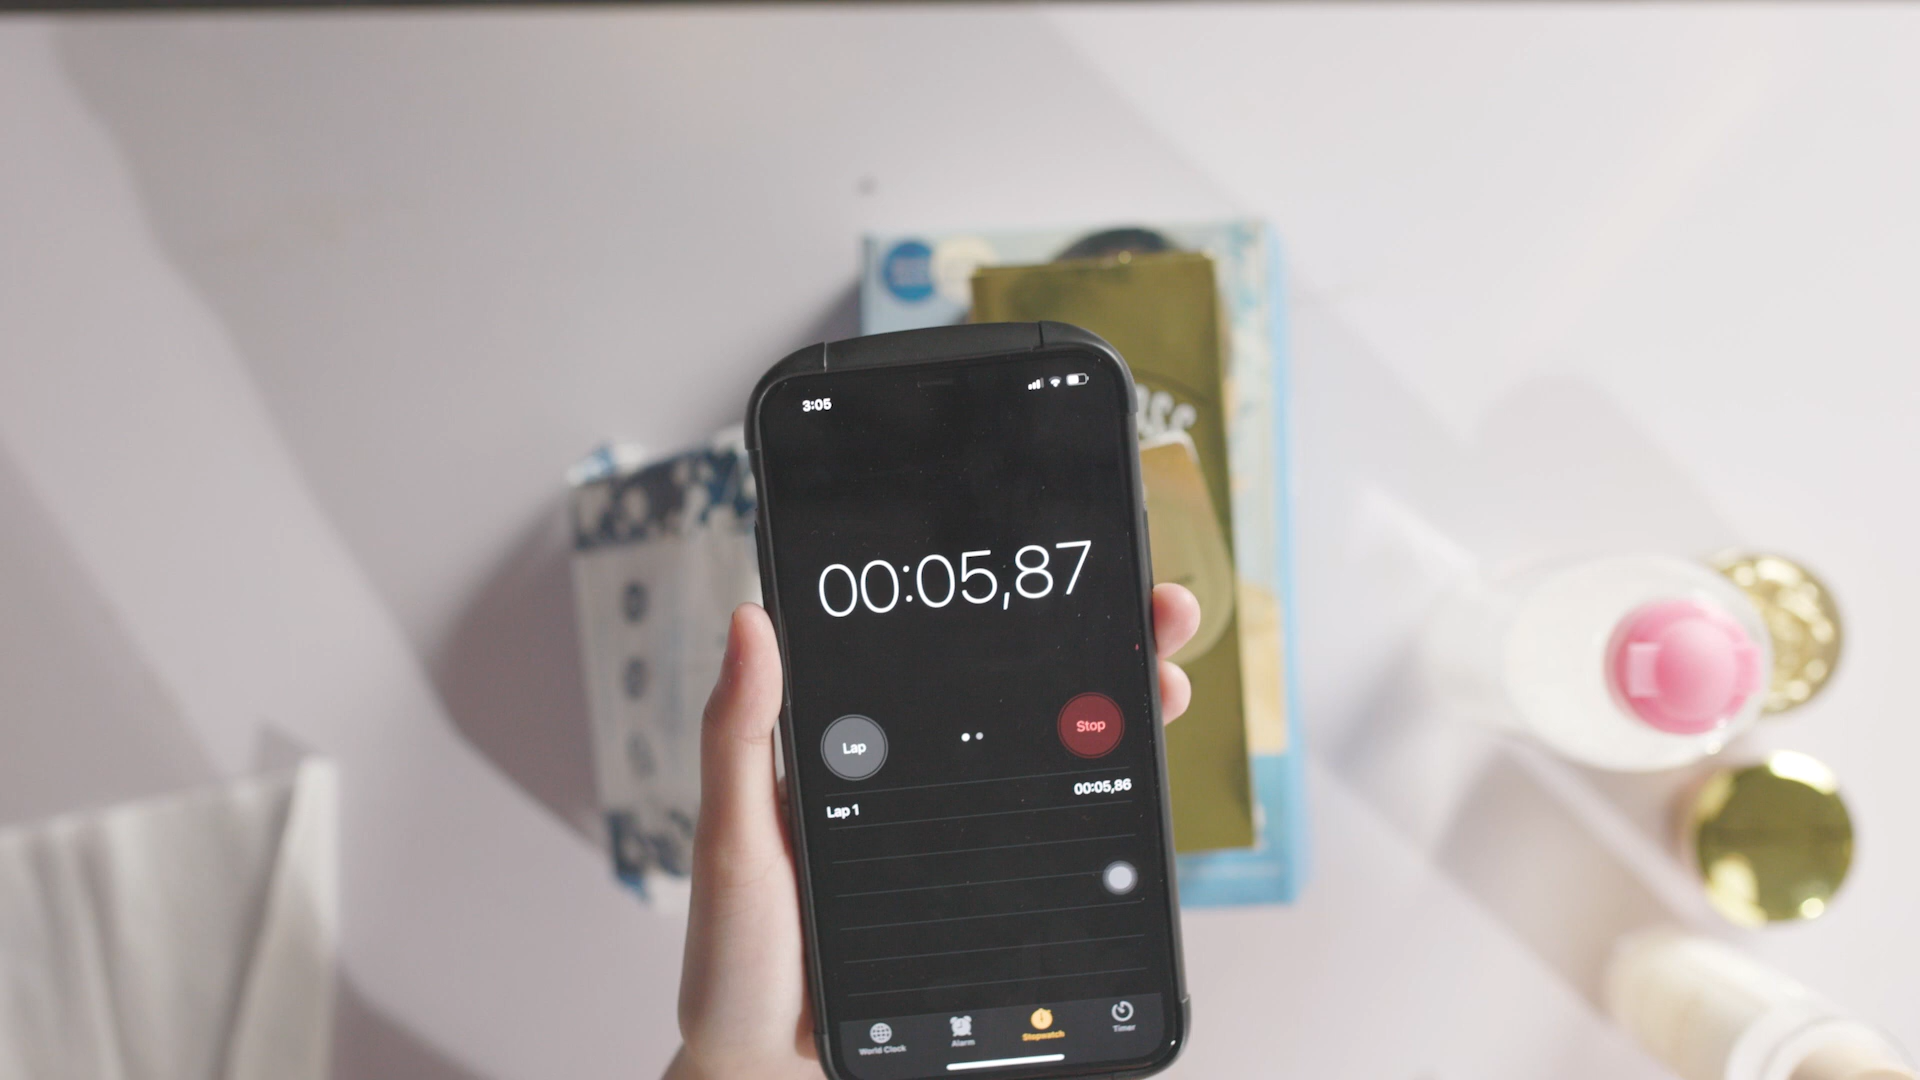 3:05
00:05,87
Lap
Stop
Lap 1
00:05,86
World Clock
Alarm
Stopwatch
Timer